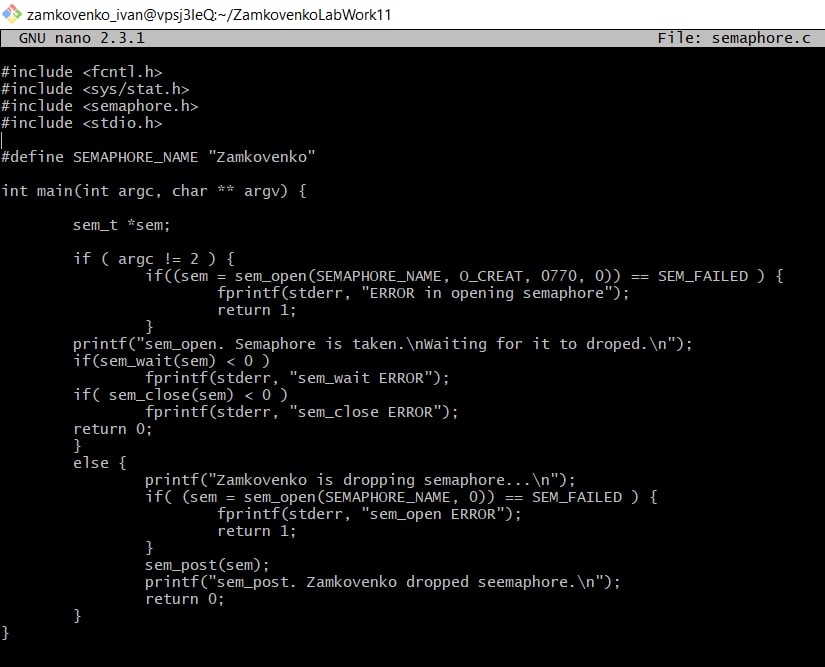 zamkovenko_ivan@vpsj3IeQ:~/ZamkovenkoLabWork11
GNU nano 2.3.1 File: semaphore.c
#include <fcntl.h>
#include <sys/stat.h>
#include <semaphore.h>
#include <stdio.h>
#define SEMAPHORE_NAME "Zamkovenko"
int main(int argc, char ** argv) {
sem_t *sem;
if ( argc != 2 ) {
if((sem = sem_open(SEMAPHORE_NAME, O_CREAT, 0770, 0)) == SEM_FAILED ) {
fprintf(stderr, "ERROR in opening semaphore");
return 1;
}
printf("sem_open. Semaphore is taken.\nWaiting for it to droped.\n");
if(sem_wait(sem) < 0 )
fprintf(stderr, "sem_wait ERROR");
if( sem_close(sem) < 0 )
fprintf(stderr, "sem_close ERROR");
return 0;
}
else {
printf("Zamkovenko is dropping semaphore...\n");
if( (sem = sem_open(SEMAPHORE_NAME, 0)) == SEM_FAILED ) {
fprintf(stderr, "sem_open ERROR");
return 1;
}
sem_post(sem);
printf("sem_post. Zamkovenko dropped seemaphore.\n");
return 0;
}
}